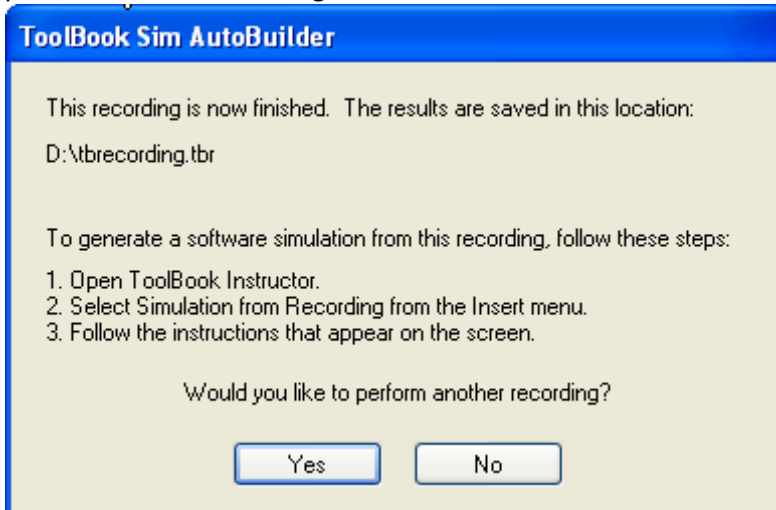 ToolBook Sim AutoBuilder
This recording is now finished. The results are saved in this location:
D:\tbrecording.tbr
To generate a software simulation from this recording, follow these steps:
1. Open ToolBook Instructor.
2. Select Simulation from Recording from the Insert menu.
3. Follow the instructions that appear on the screen.
Would you like to perform another recording?
Yes No